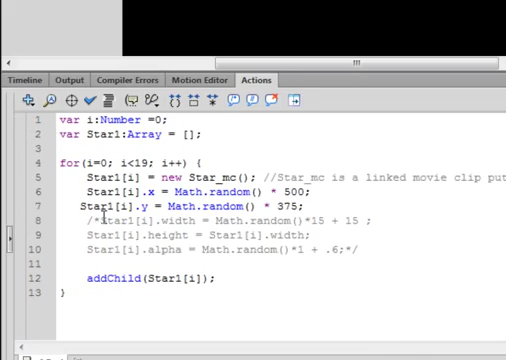 Timeline Output Compiler Errors Motion Editor Actions
1 var i:Number =0;
2 var Star1:Array = [];
3
4 for(i=0; i<19; i++) {
5 Star1[i] = new Star_mc(); //Star_mc is a linked movie clip put
6 Star1[i].x = Math.random() * 500;
7 Star1[i].y = Math.random() * 375;
8 /*Star1[i].width = Math.random()*15 + 15 ;
9 Star1[i].height = Star1[i].width;
10 Star1[i].alpha = Math.random()*1 + .6;*/
11
12 addChild(Star1[i]);
13 }